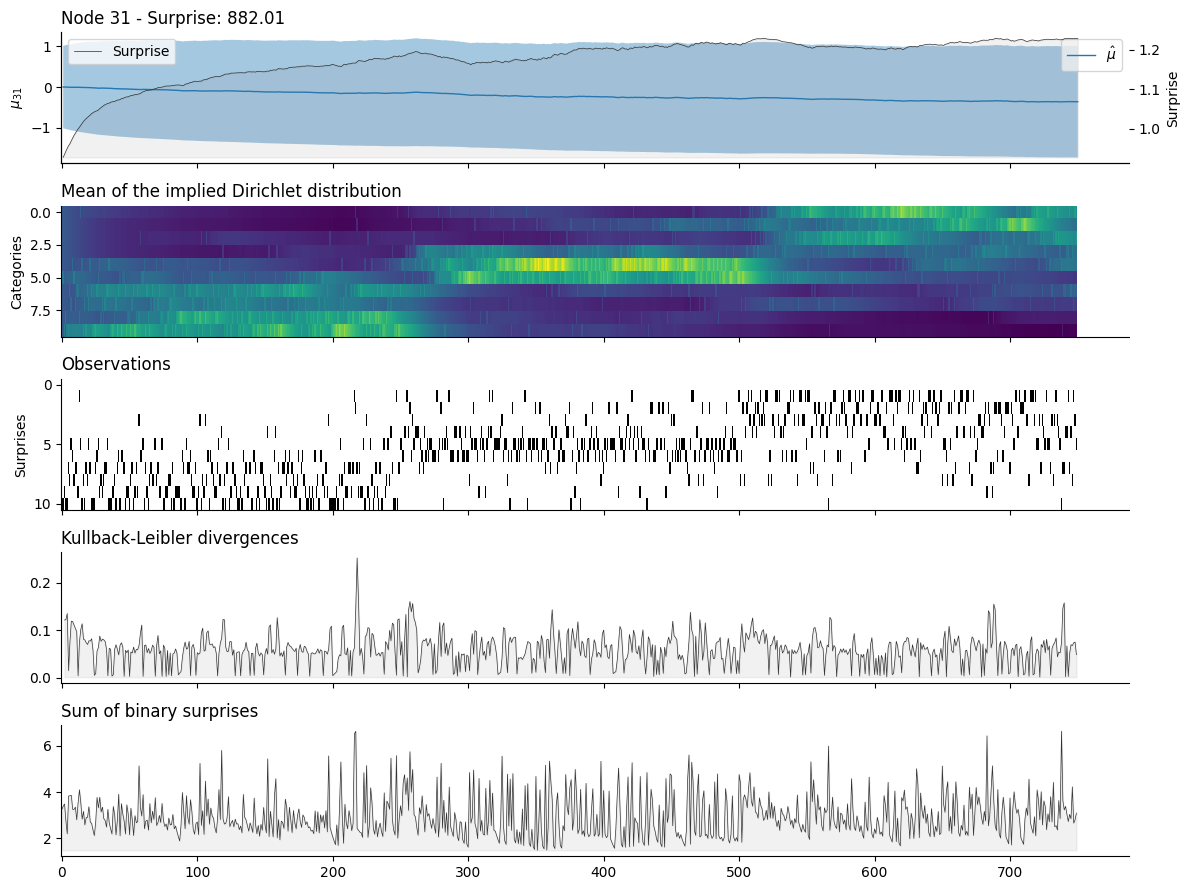 Node 31 - Surprise: 882.01
Surprise
μ̂
μ₃₁
1
0
−1
1.2
1.1
1.0
Surprise
Mean of the implied Dirichlet distribution
Categories
0.0
2.5
5.0
7.5
Observations
Surprises
0
5
10
Kullback-Leibler divergences
0.2
0.1
0.0
Sum of binary surprises
6
4
2
0 100 200 300 400 500 600 700